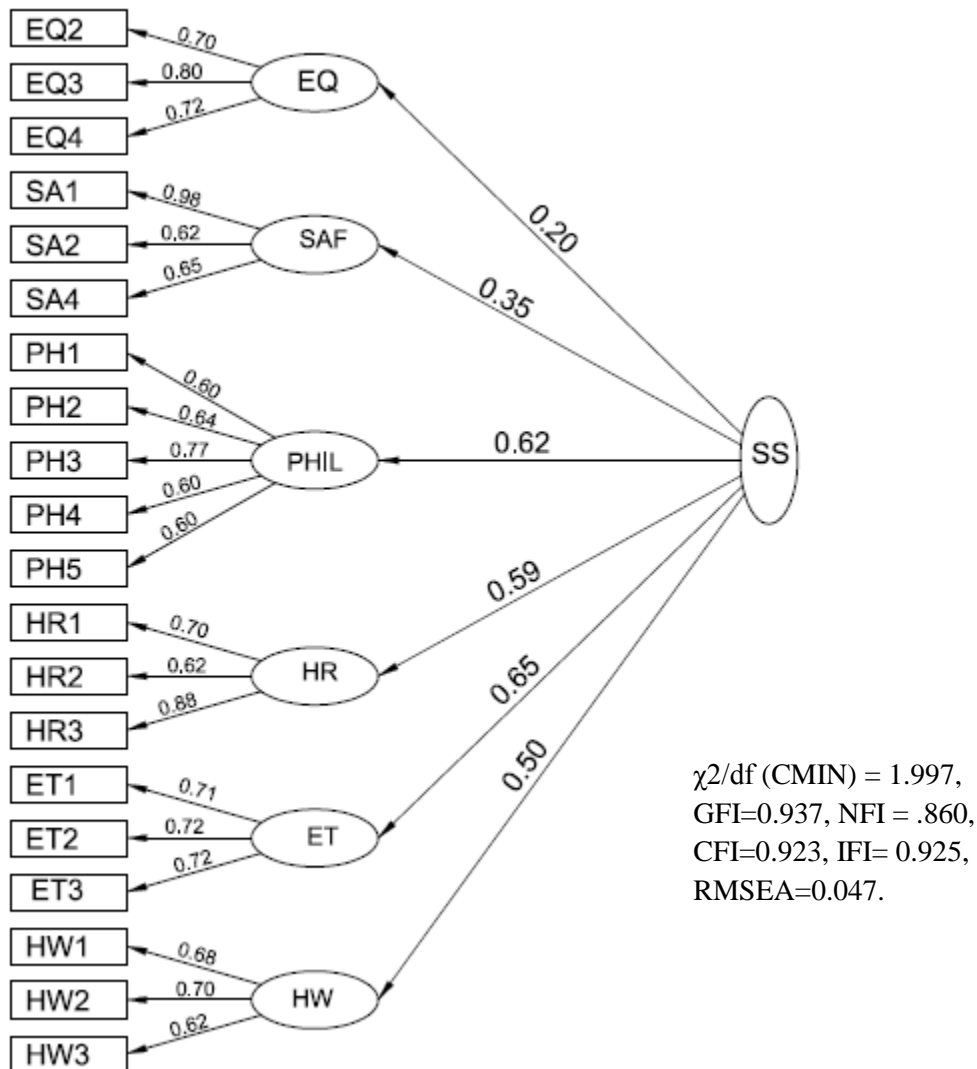 EQ2
0.70
EQ3
0.80
EQ
EQ4
0.72
SA1
0.98
SA2
0.62
SAF
SA4
0.65
PH1
0.60
PH2
0.64
PH3
0.77
PHIL
PH4
0.60
PH5
0.60
HR1
0.70
HR2
0.62
HR
HR3
0.88
ET1
0.71
ET2
0.72
ET
ET3
0.72
HW1
0.68
HW2
0.70
HW
HW3
0.62
0.20
0.35
0.62
0.59
0.65
0.50
SS
χ2/df (CMIN) = 1.997,
GFI=0.937, NFI = .860,
CFI=0.923, IFI= 0.925,
RMSEA=0.047.